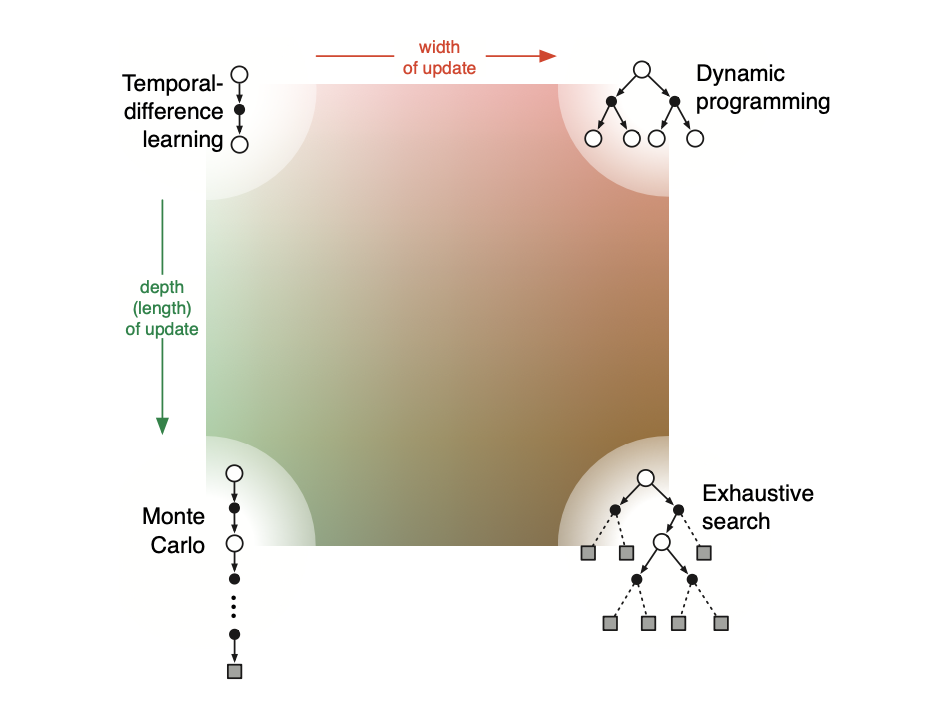 width
of update
Temporal-
difference
learning
Dynamic
programming
depth
(length)
of update
Monte
Carlo
Exhaustive
search